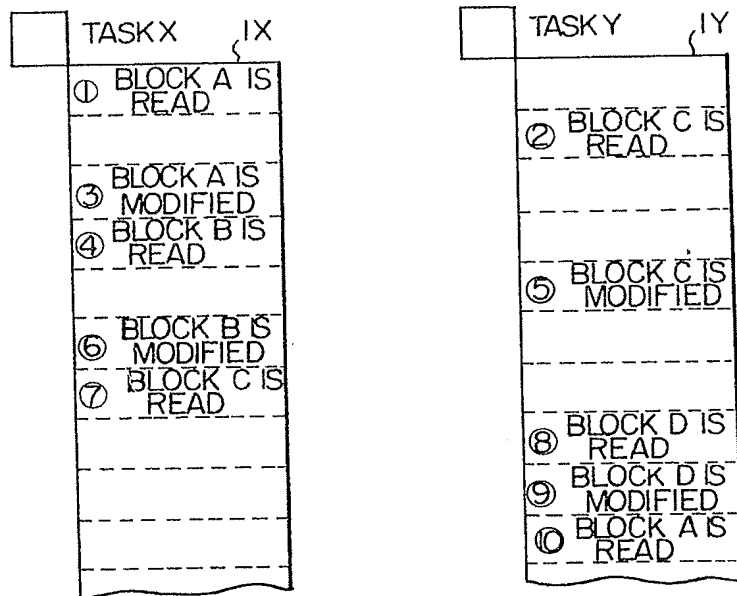 TASK X 1X
① BLOCK A IS
READ
③ BLOCK A IS
MODIFIED
④ BLOCK B IS
READ
⑥ BLOCK B IS
MODIFIED
⑦ BLOCK C IS
READ
TASK Y 1Y
② BLOCK C IS
READ
⑤ BLOCK C IS
MODIFIED
⑧ BLOCK D IS
READ
⑨ BLOCK D IS
MODIFIED
⑩ BLOCK A IS
READ